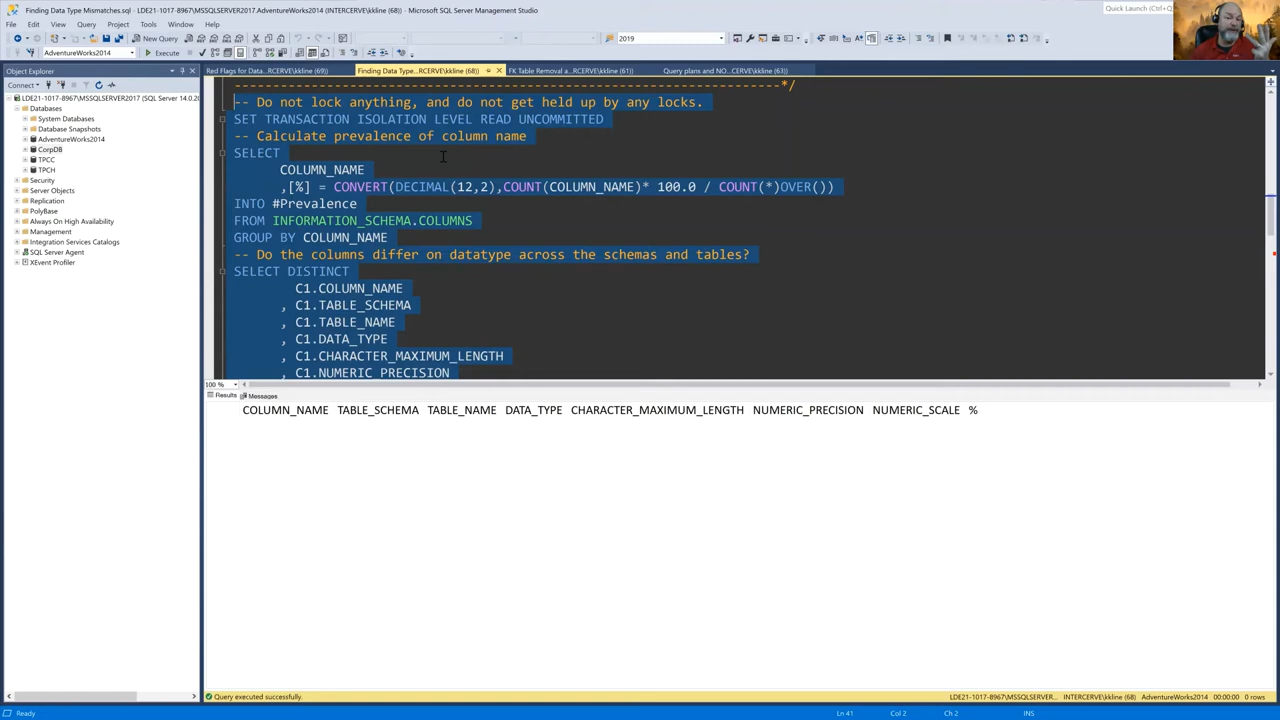 Finding Data Type Mismatches.sql - LDE21-1017-8967\MSSQLSERVER2017.AdventureWorks2014 (INTERCERVE\kkline (68)) - Microsoft SQL Server Management Studio
Quick Launch (Ctrl+Q
File Edit View Query Project Tools Window Help
New Query 2019
AdventureWorks2014 Execute
Object Explorer
Red Flags for Data...RCERVE\kkline (69))
Finding Data Type...RCERVE\kkline (68))
FK Table Removal a...RCERVE\kkline (61))
Query plans and NO...CERVE\kkline (53))
Connect
LDE21-1017-8967\MSSQLSERVER2017 (SQL Server 14.0.20
Databases
System Databases
Database Snapshots
AdventureWorks2014
CorpDB
TPCC
TPCH
Security
Server Objects
Replication
PolyBase
Always On High Availability
Management
Integration Services Catalogs
SQL Server Agent
XEvent Profiler
-----------------------------------------------------------------------*/
-- Do not lock anything, and do not get held up by any locks.
SET TRANSACTION ISOLATION LEVEL READ UNCOMMITTED
-- Calculate prevalence of column name
SELECT
COLUMN_NAME
,[%] = CONVERT(DECIMAL(12,2),COUNT(COLUMN_NAME)* 100.0 / COUNT(*)OVER())
INTO #Prevalence
FROM INFORMATION_SCHEMA.COLUMNS
GROUP BY COLUMN_NAME
-- Do the columns differ on datatype across the schemas and tables?
SELECT DISTINCT
C1.COLUMN_NAME
, C1.TABLE_SCHEMA
, C1.TABLE_NAME
, C1.DATA_TYPE
, C1.CHARACTER_MAXIMUM_LENGTH
, C1.NUMERIC_PRECISION
100 %
Results Messages
COLUMN_NAME TABLE_SCHEMA TABLE_NAME DATA_TYPE CHARACTER_MAXIMUM_LENGTH NUMERIC_PRECISION NUMERIC_SCALE %
Query executed successfully.
LDE21-1017-8967\MSSQLSERVER... INTERCERVE\kkline (68) AdventureWorks2014 00:00:00 0 rows
Ready Ln 41 Col 2 Ch 2 INS